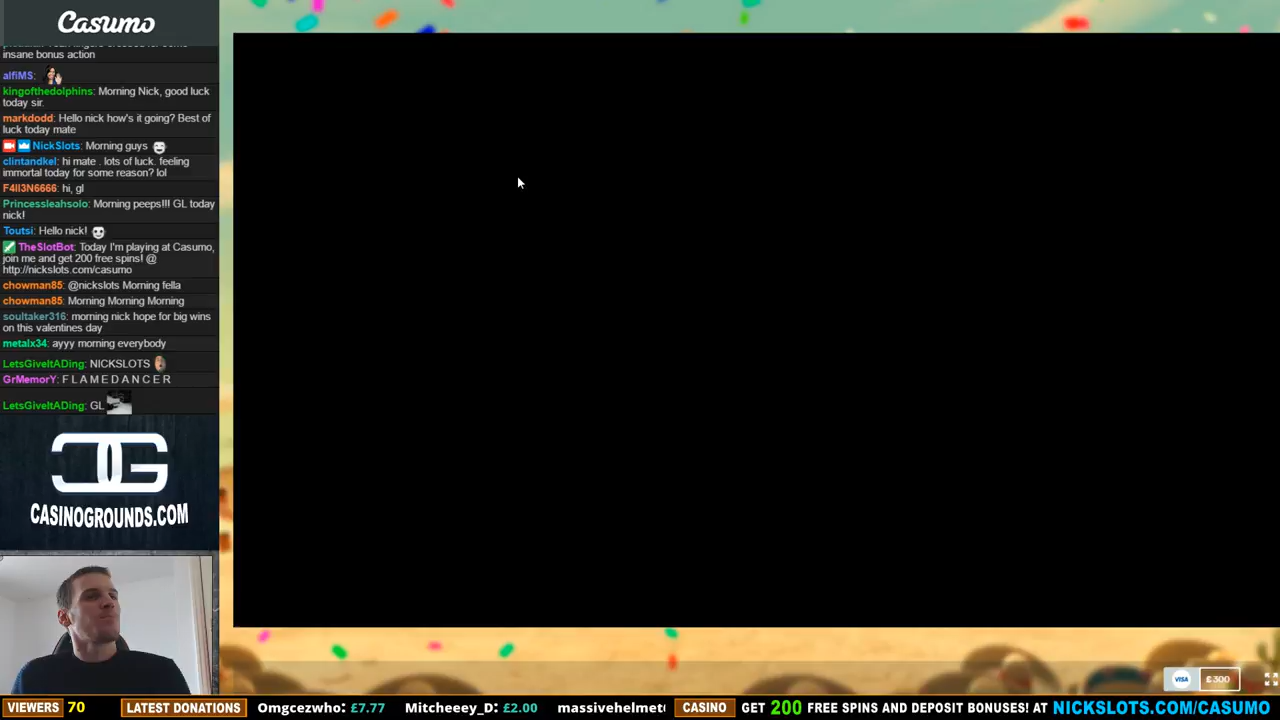 Casumo
insane bonus action
alfiMS:
kingofthedolphins: Morning Nick, good luck
today sir.
markdodd: Hello nick how's it going? Best of
luck today mate
NickSlots: Morning guys
clintandkel: hi mate . lots of luck. feeling
immortal today for some reason? lol
F4ll3N6666: hi, gl
Princessleahsolo: Morning peeps!!! GL today
nick!
Toutsi: Hello nick!
TheSlotBot: Today I'm playing at Casumo,
join me and get 200 free spins! @
http://nickslots.com/casumo
chowman85: @nickslots Morning fella
chowman85: Morning Morning Morning
soultaker316: morning nick hope for big wins
on this valentines day
metalx34: ayyy morning everybody
LetsGiveItADing: NICKSLOTS
GrMemorY: F L A M E D A N C E R
LetsGiveItADing: GL
CG
CASINOGROUNDS.COM
VISA £300
VIEWERS 70 LATEST DONATIONS Omgcezwho: £7.77 Mitcheeey_D: £2.00 massivehelmet CASINO GET 200 FREE SPINS AND DEPOSIT BONUSES! AT NICKSLOTS.COM/CASUMO